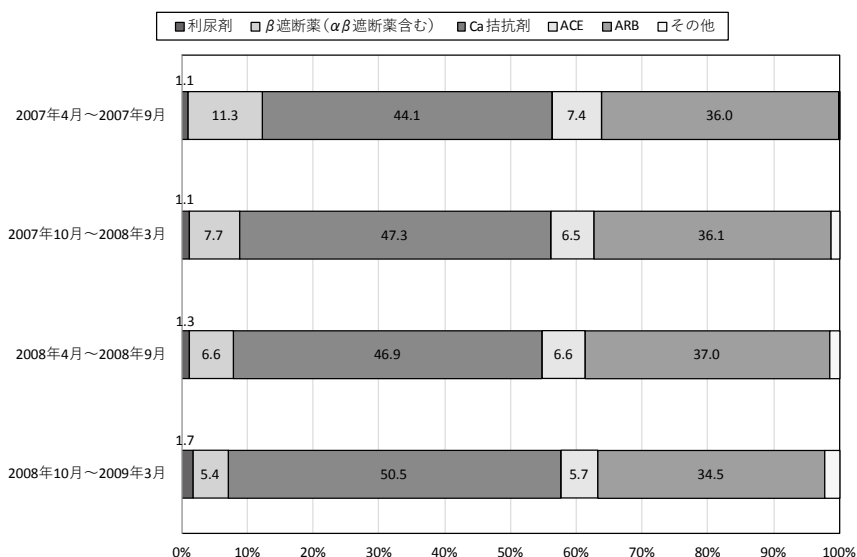 利尿剤 β遮断薬(αβ遮断薬含む) Ca拮抗剤 ACE ARB その他
1.1
2007年4月〜2007年9月 11.3 44.1 7.4 36.0
1.1
2007年10月〜2008年3月 7.7 47.3 6.5 36.1
1.3
2008年4月〜2008年9月 6.6 46.9 6.6 37.0
1.7
2008年10月〜2009年3月 5.4 50.5 5.7 34.5
0% 10% 20% 30% 40% 50% 60% 70% 80% 90% 100%